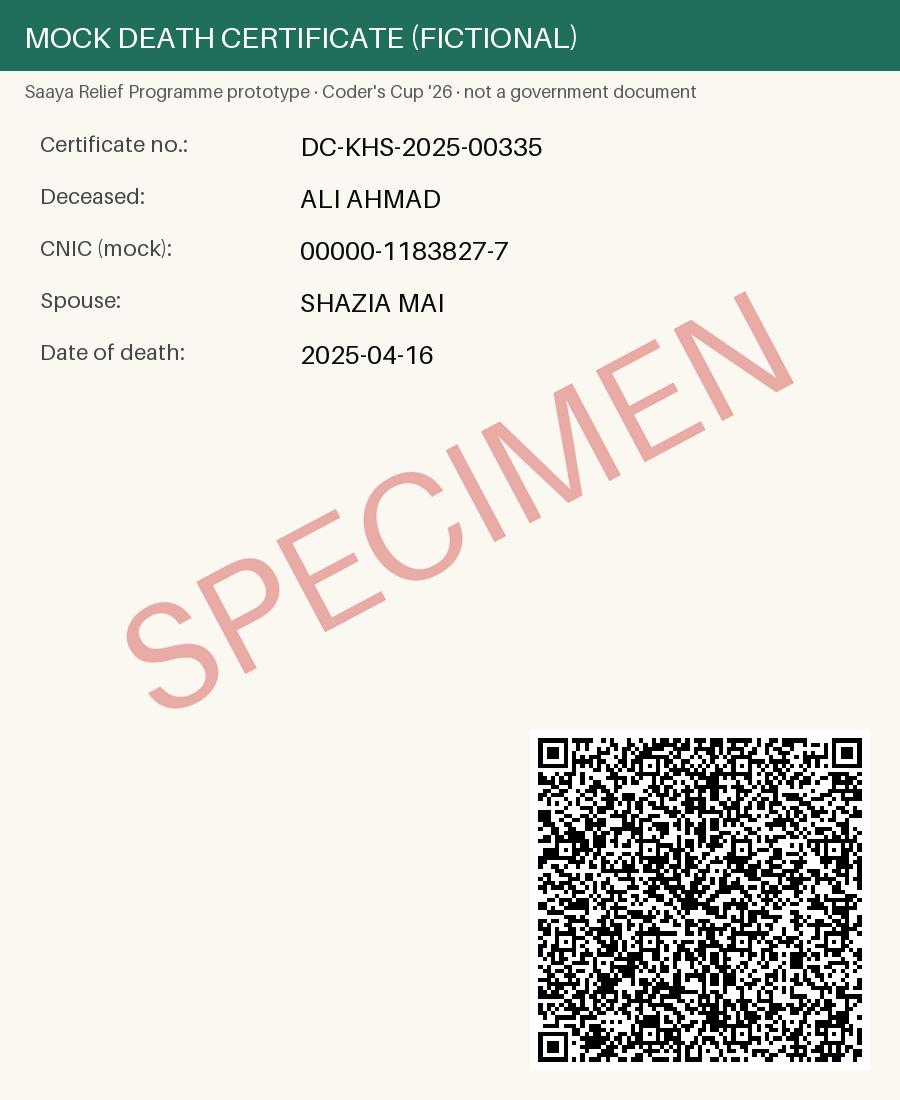 MOCK DEATH CERTIFICATE (FICTIONAL)
Saaya Relief Programme prototype · Coder's Cup '26 · not a government document
Certificate no.: DC-KHS-2025-00335
Deceased: ALI AHMAD
CNIC (mock): 00000-1183827-7
Spouse: SHAZIA MAI
Date of death: 2025-04-16
SPECIMEN